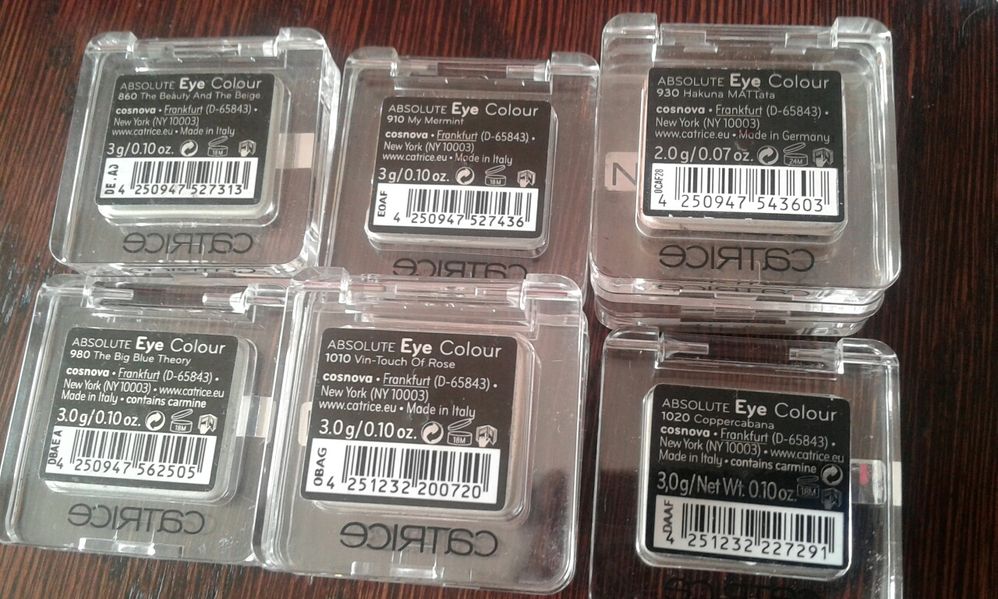 ABSOLUTE Eye Colour
860 The Beauty And The Beige
cosnova • Frankfurt (D-65843) •
New York (NY 10003)
www.catrice.eu • Made in Italy
3g/0.10 oz. 18M
4 250947 527313
CATRICE
ABSOLUTE Eye Colour
910 My Mermint
cosnova • Frankfurt (D-65843) •
New York (NY 10003)
www.catrice.eu • Made in Italy
3g/0.10 oz. 18M
E0AF
4 250947 527436
CATRICE
ABSOLUTE Eye Colour
930 Hakuna MATTata
cosnova • Frankfurt (D-65843) •
New York (NY 10003)
www.catrice.eu • Made in Germany
2.0g/0.07 oz. 24M
0CAF28
4 250947 543603
N
CATRICE
ABSOLUTE Eye Colour
980 The Big Blue Theory
cosnova • Frankfurt (D-65843) •
New York (NY 10003) • www.catrice.eu
Made in Italy • contains carmine
3.0g/0.10 oz. 18M
DBAEA
4 250947 562505
CATRICE
ABSOLUTE Eye Colour
1010 Vin-Touch Of Rose
cosnova • Frankfurt (D-65843) •
New York (NY 10003)
www.catrice.eu • Made in Italy
3.0g/0.10 oz. 18M
0BAG
4 251232 200720
CATRICE
ABSOLUTE Eye Colour
1020 Coppercabana
cosnova • Frankfurt (D-65843) •
New York (NY 10003) • www.catrice.eu
Made in Italy • contains carmine
3,0g/Net Wt. 0.10 oz. 18M
DAAF
4 251232 227291